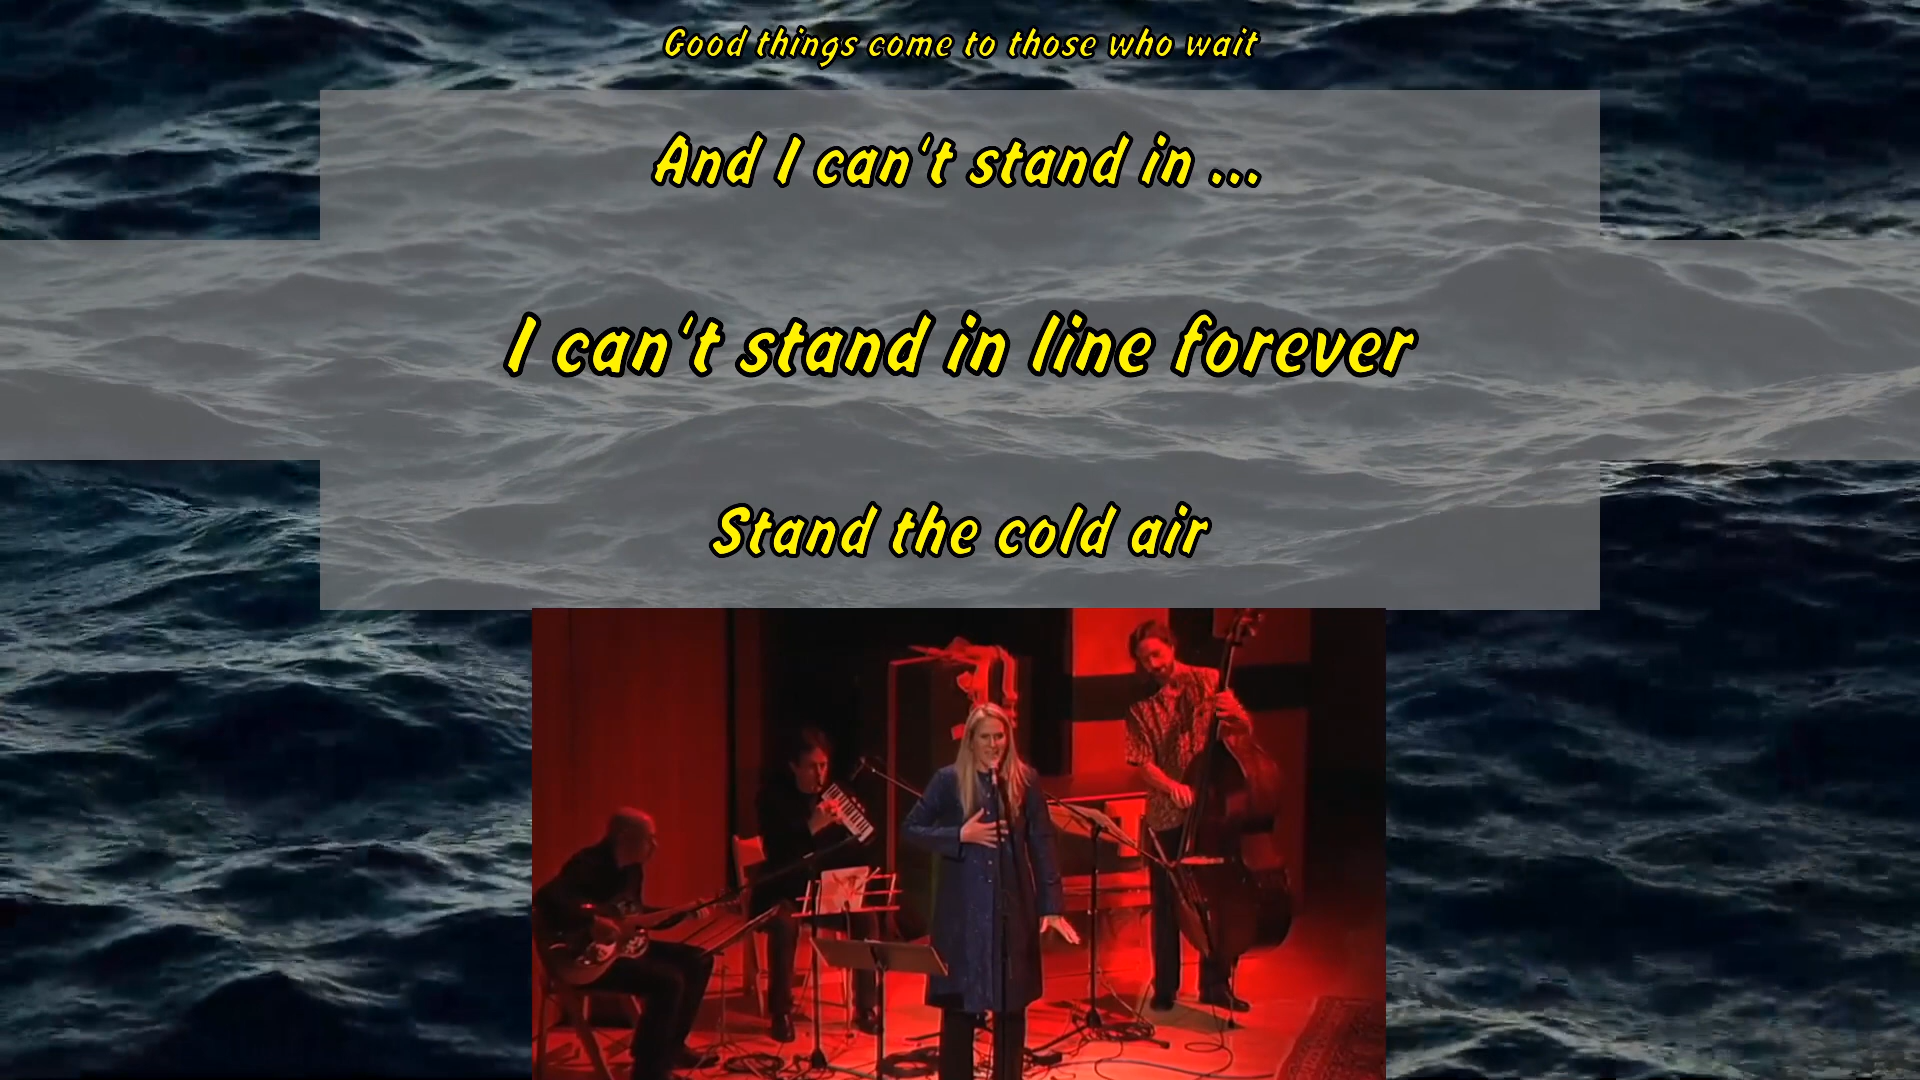 Good things come to those who wait
And I can't stand in ...
I can't stand in line forever
Stand the cold air